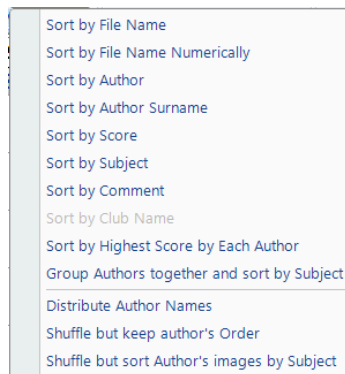 Sort by File Name
Sort by File Name Numerically
Sort by Author
Sort by Author Surname
Sort by Score
Sort by Subject
Sort by Comment
Sort by Club Name
Sort by Highest Score by Each Author
Group Authors together and sort by Subject
Distribute Author Names
Shuffle but keep author's Order
Shuffle but sort Author's images by Subject